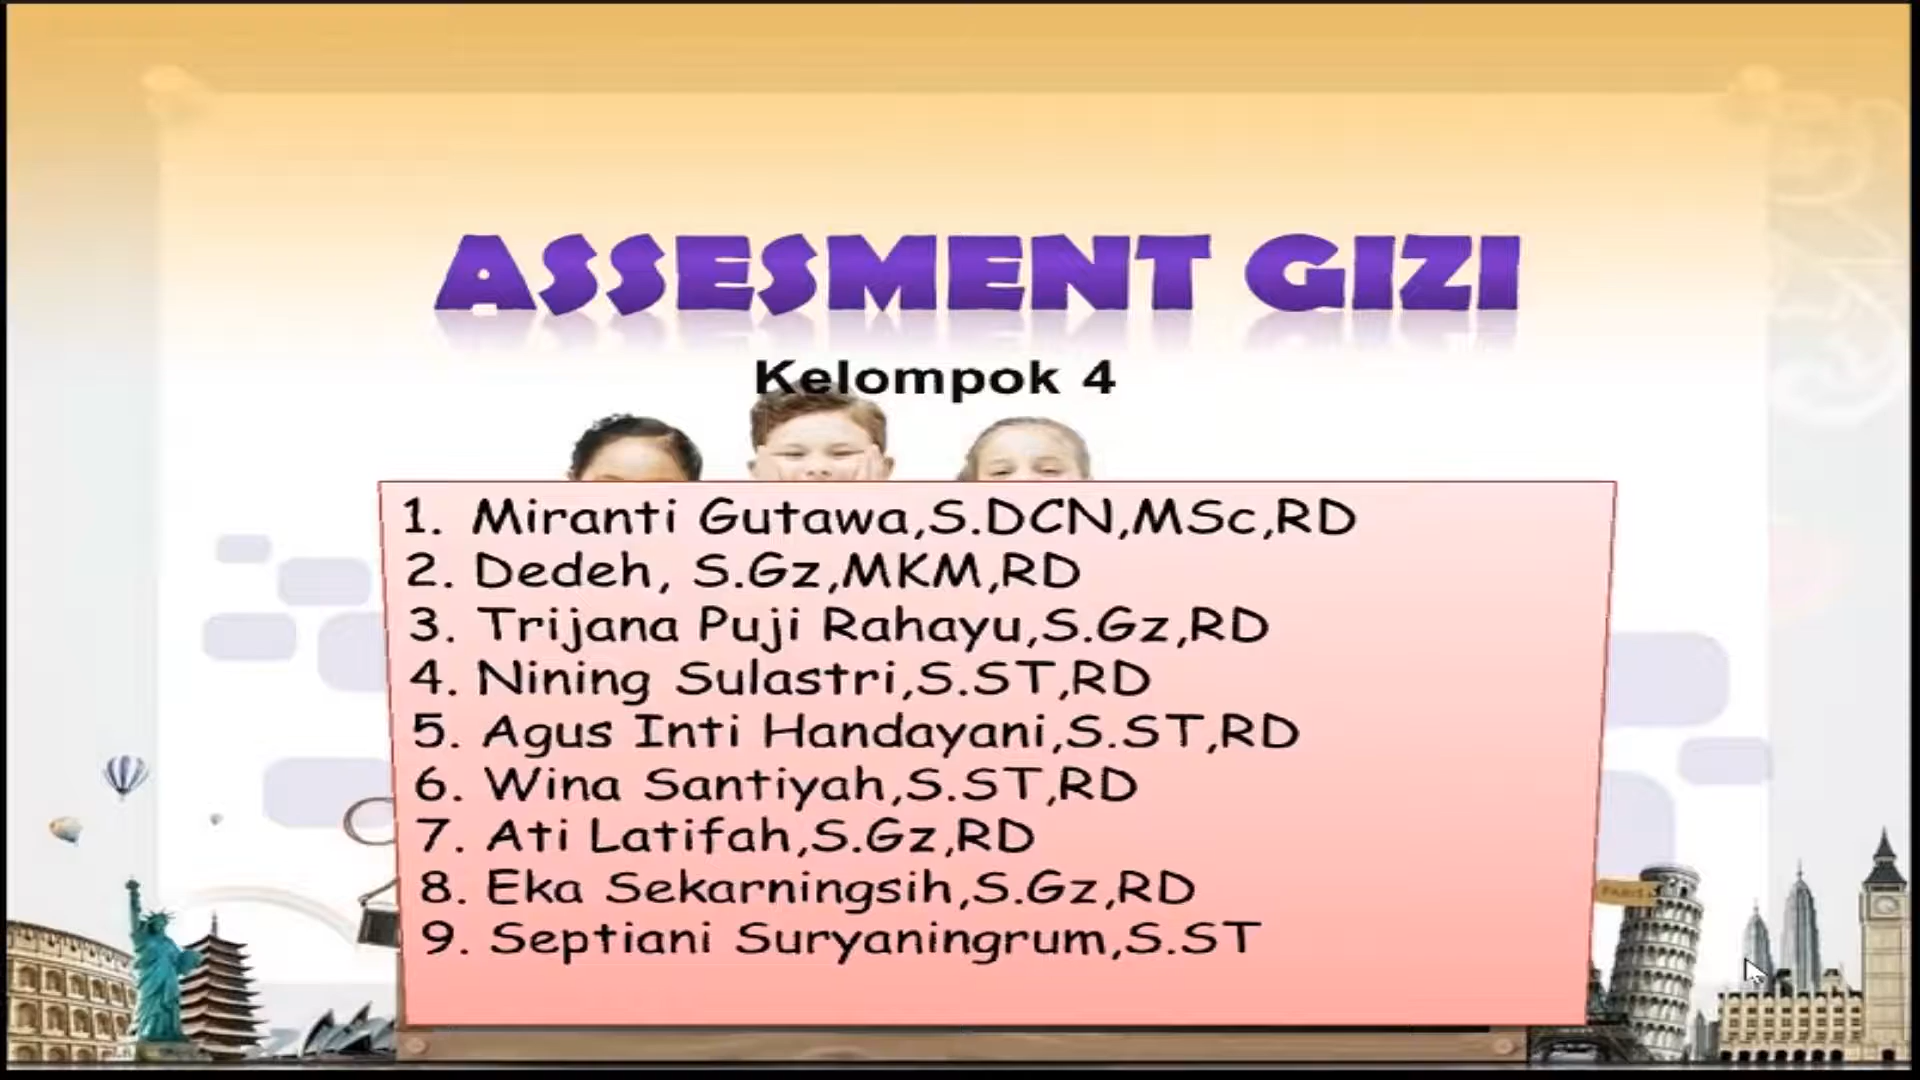 ASSESMENT GIZI
Kelompok 4
1. Miranti Gutawa,S.DCN,MSc,RD
2. Dedeh, S.Gz,MKM,RD
3. Trijana Puji Rahayu,S.Gz,RD
4. Nining Sulastri,S.ST,RD
5. Agus Inti Handayani,S.ST,RD
6. Wina Santiyah,S.ST,RD
7. Ati Latifah,S.Gz,RD
8. Eka Sekarningsih,S.Gz,RD
9. Septiani Suryaningrum,S.ST